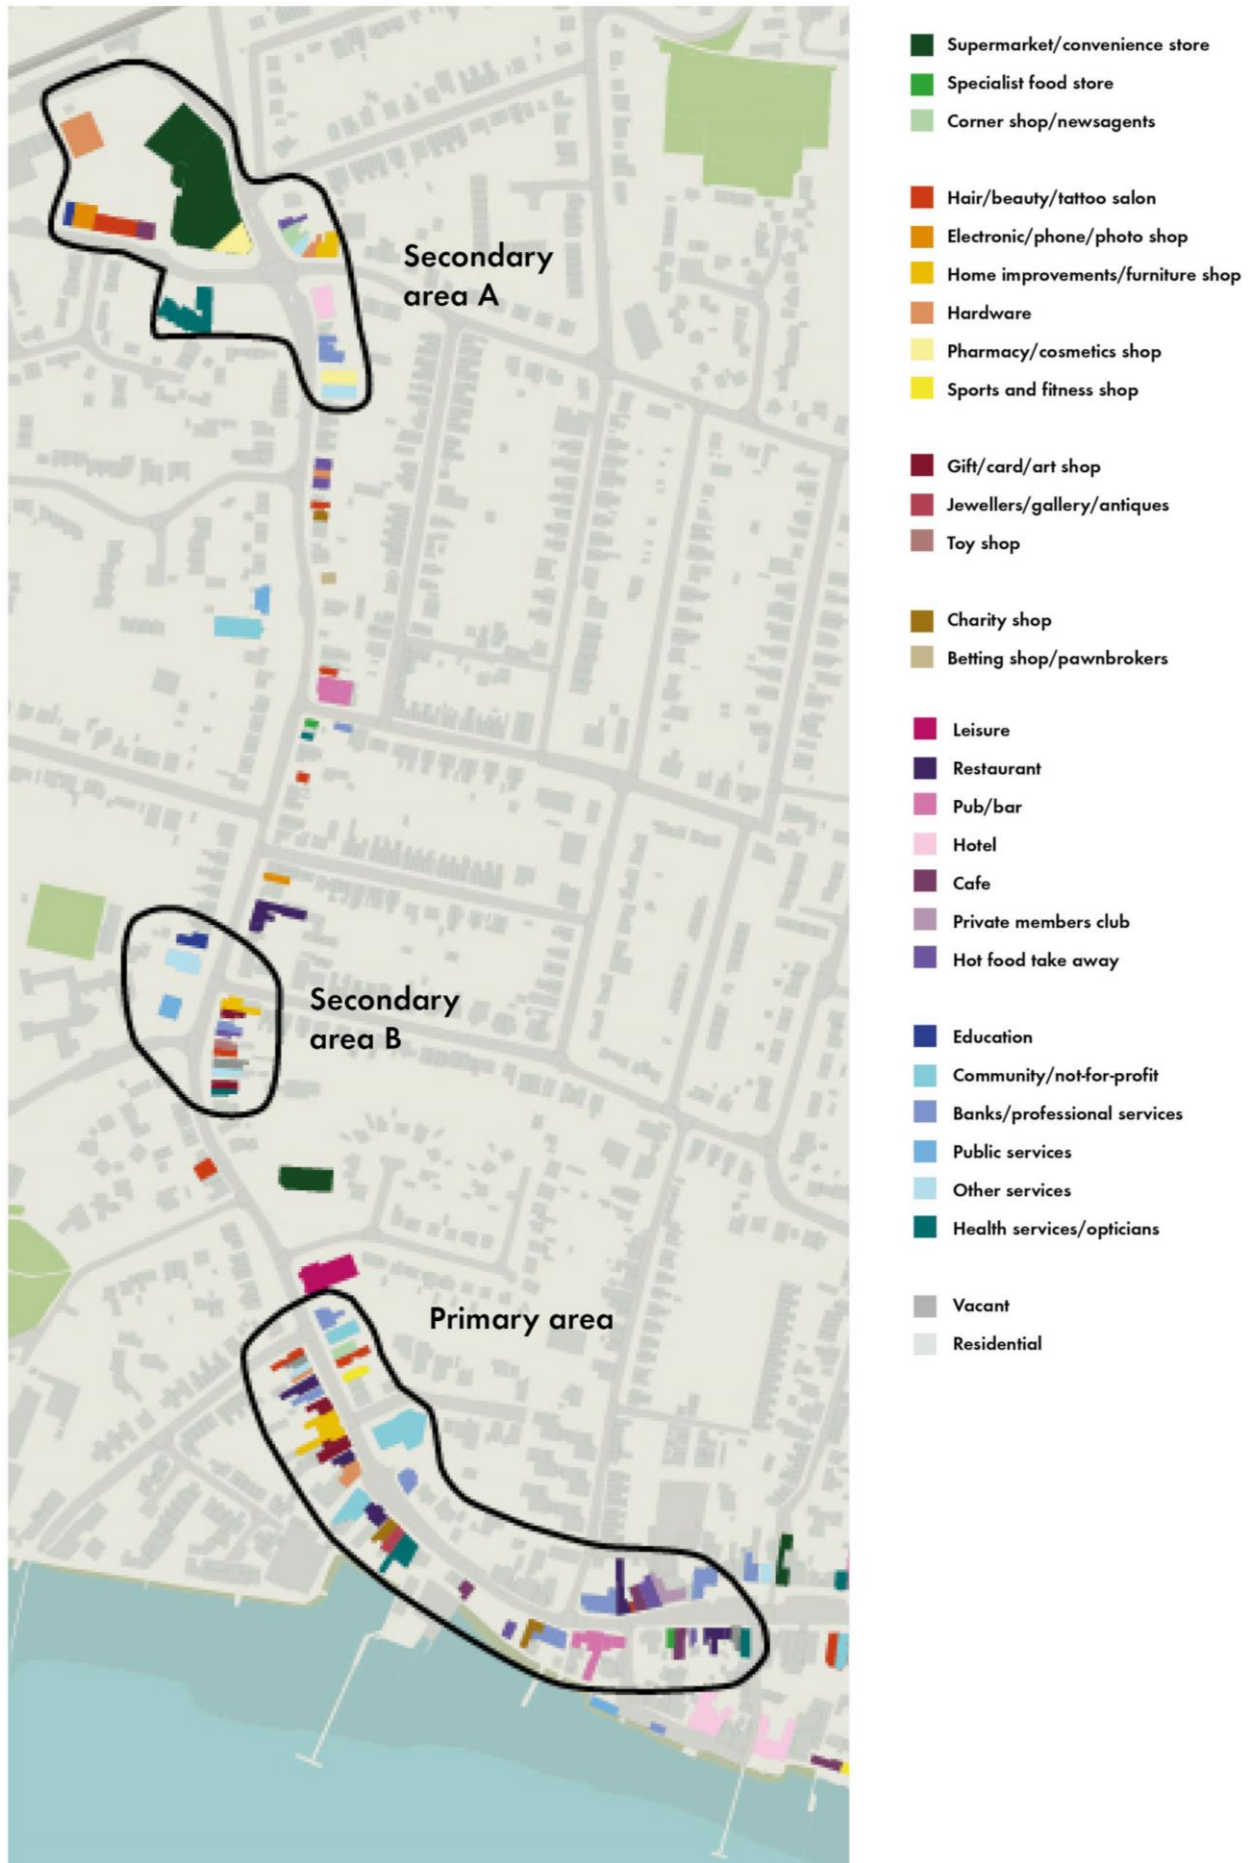 Secondary
area A
Secondary
area B
Primary area
Supermarket/convenience store
Specialist food store
Corner shop/newsagents
Hair/beauty/tattoo salon
Electronic/phone/photo shop
Home improvements/furniture shop
Hardware
Pharmacy/cosmetics shop
Sports and fitness shop
Gift/card/art shop
Jewellers/gallery/antiques
Toy shop
Charity shop
Betting shop/pawnbrokers
Leisure
Restaurant
Pub/bar
Hotel
Cafe
Private members club
Hot food take away
Education
Community/not-for-profit
Banks/professional services
Public services
Other services
Health services/opticians
Vacant
Residential